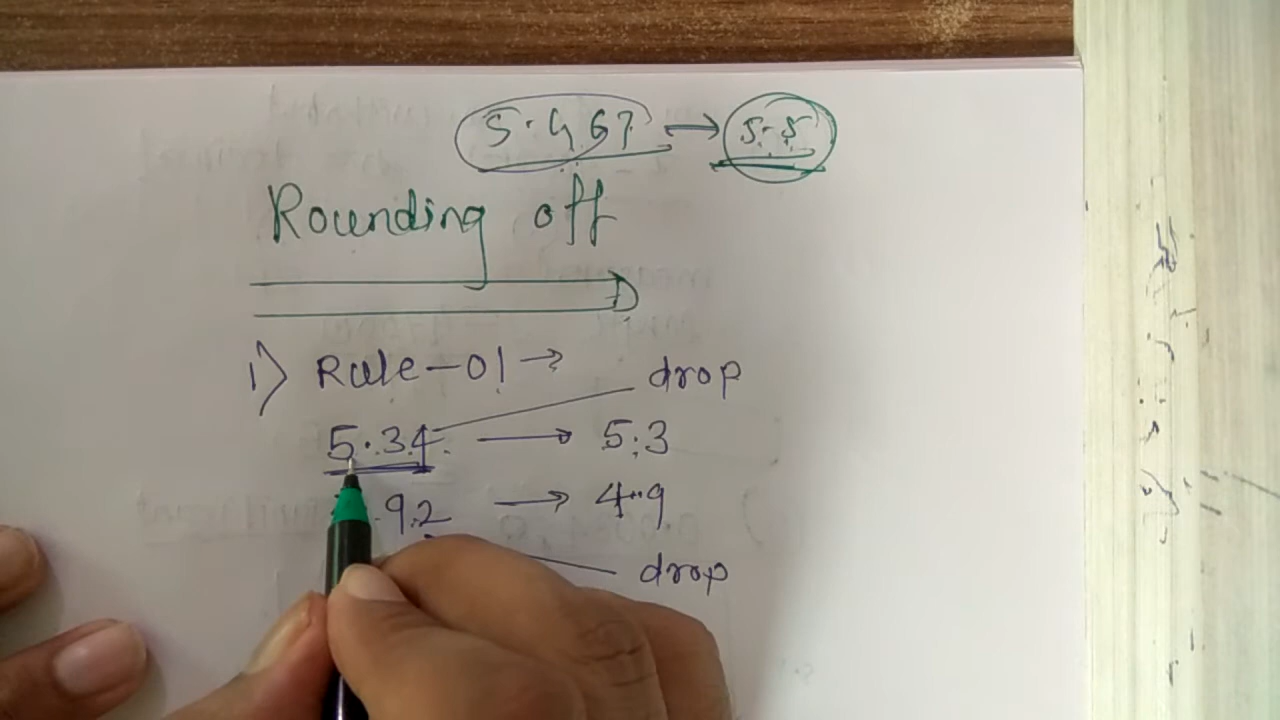 5.467 → 5.5
Rounding off
1) Rule-01 →
drop
5.34 → 5.3
.92 → 4.9
drop